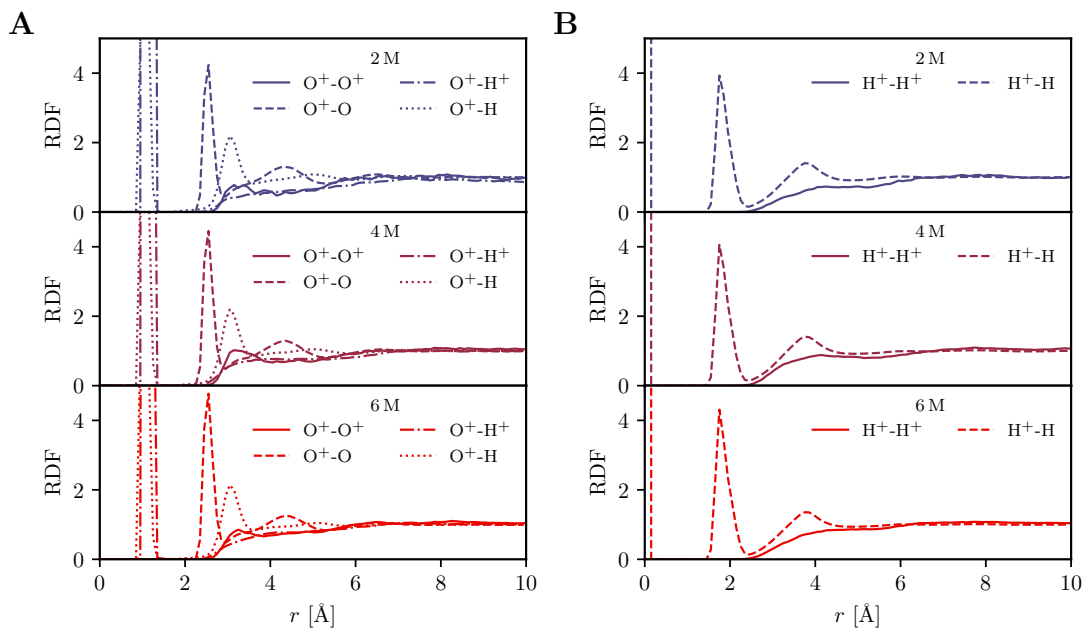 A
RDF
4
2
0
2 M
O⁺-O⁺
O⁺-O
O⁺-H⁺
O⁺-H
RDF
4
2
0
4 M
O⁺-O⁺
O⁺-O
O⁺-H⁺
O⁺-H
RDF
4
2
0
6 M
O⁺-O⁺
O⁺-O
O⁺-H⁺
O⁺-H
0 2 4 6 8 10
r [Å]
B
RDF
4
2
0
2 M
H⁺-H⁺ H⁺-H
RDF
4
2
0
4 M
H⁺-H⁺ H⁺-H
RDF
4
2
0
6 M
H⁺-H⁺ H⁺-H
0 2 4 6 8 10
r [Å]